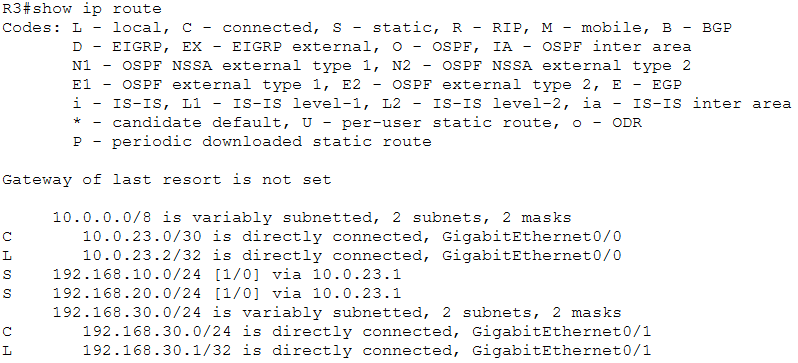 R3#show ip route
Codes: L - local, C - connected, S - static, R - RIP, M - mobile, B - BGP
       D - EIGRP, EX - EIGRP external, O - OSPF, IA - OSPF inter area
       N1 - OSPF NSSA external type 1, N2 - OSPF NSSA external type 2
       E1 - OSPF external type 1, E2 - OSPF external type 2, E - EGP
       i - IS-IS, L1 - IS-IS level-1, L2 - IS-IS level-2, ia - IS-IS inter area
       * - candidate default, U - per-user static route, o - ODR
       P - periodic downloaded static route

Gateway of last resort is not set

     10.0.0.0/8 is variably subnetted, 2 subnets, 2 masks
C       10.0.23.0/30 is directly connected, GigabitEthernet0/0
L       10.0.23.2/32 is directly connected, GigabitEthernet0/0
S    192.168.10.0/24 [1/0] via 10.0.23.1
S    192.168.20.0/24 [1/0] via 10.0.23.1
     192.168.30.0/24 is variably subnetted, 2 subnets, 2 masks
C       192.168.30.0/24 is directly connected, GigabitEthernet0/1
L       192.168.30.1/32 is directly connected, GigabitEthernet0/1